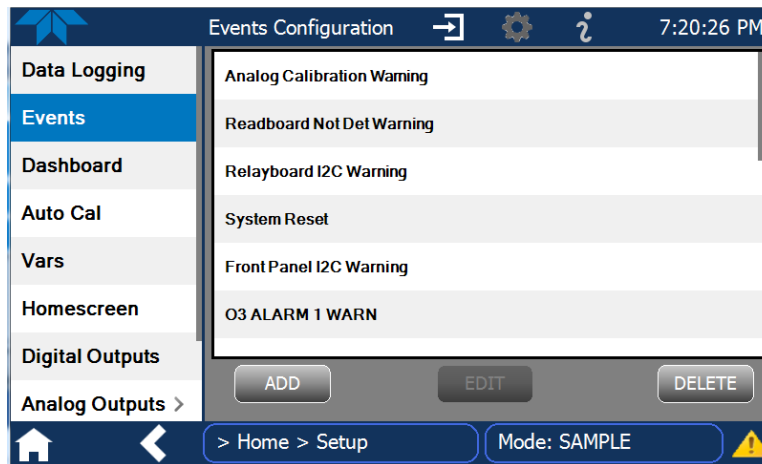 Events Configuration
7:20:26 PM
Data Logging
Events
Dashboard
Auto Cal
Vars
Homescreen
Digital Outputs
Analog Outputs >
Analog Calibration Warning
Readboard Not Det Warning
Relayboard I2C Warning
System Reset
Front Panel I2C Warning
O3 ALARM 1 WARN
ADD
EDIT
DELETE
> Home > Setup
Mode: SAMPLE